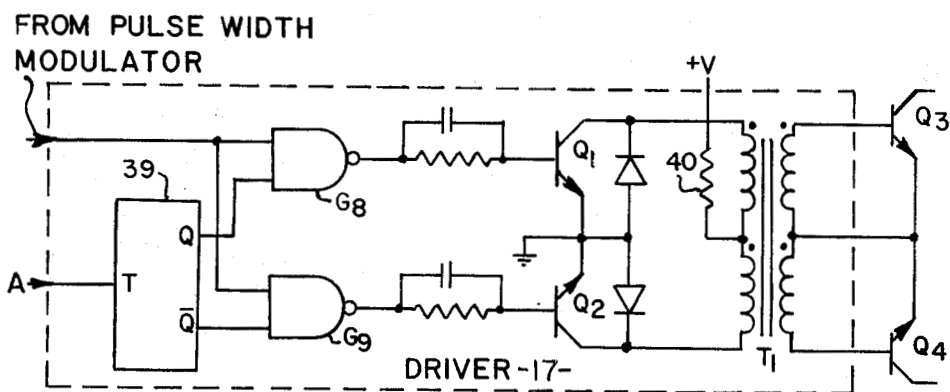 FROM PULSE WIDTH
MODULATOR
+V
Q3
39
Q1
40
G8
Q
A
T
Q̅
G9
Q2
T1
Q4
DRIVER -17-